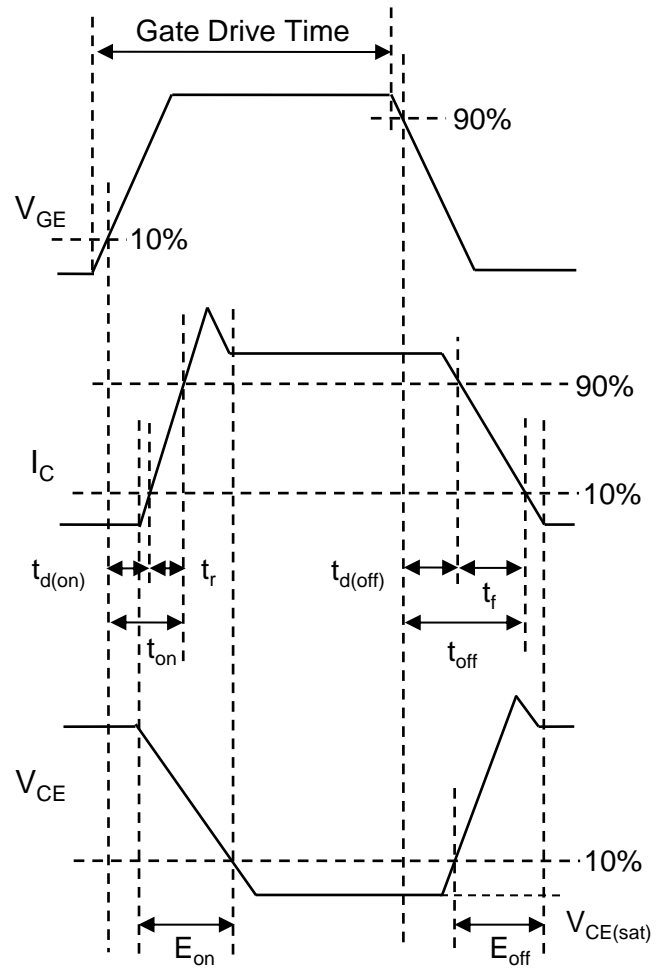 Gate Drive Time
90%
V_GE
10%
90%
I_C
10%
t_d(on)
t_r
t_d(off)
t_f
t_on
t_off
V_CE
10%
V_CE(sat)
E_on
E_off